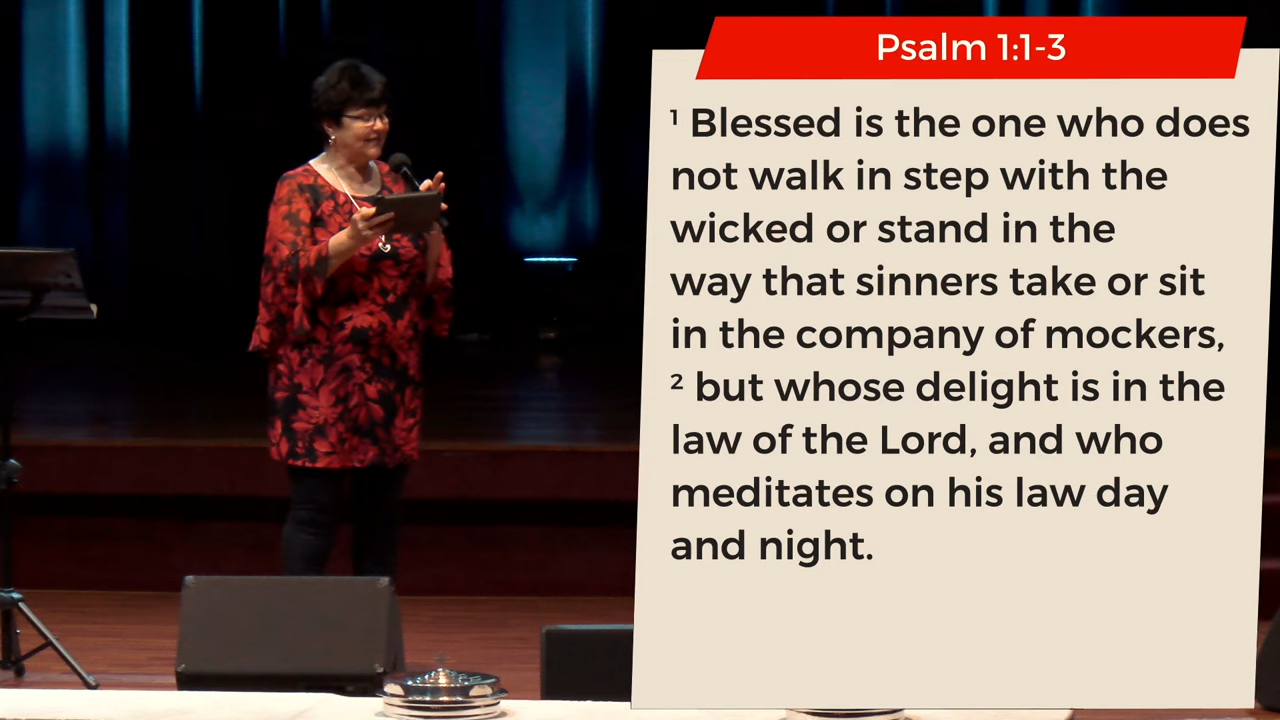 Psalm 1:1-3
¹ Blessed is the one who does
not walk in step with the
wicked or stand in the
way that sinners take or sit
in the company of mockers,
² but whose delight is in the
law of the Lord, and who
meditates on his law day
and night.